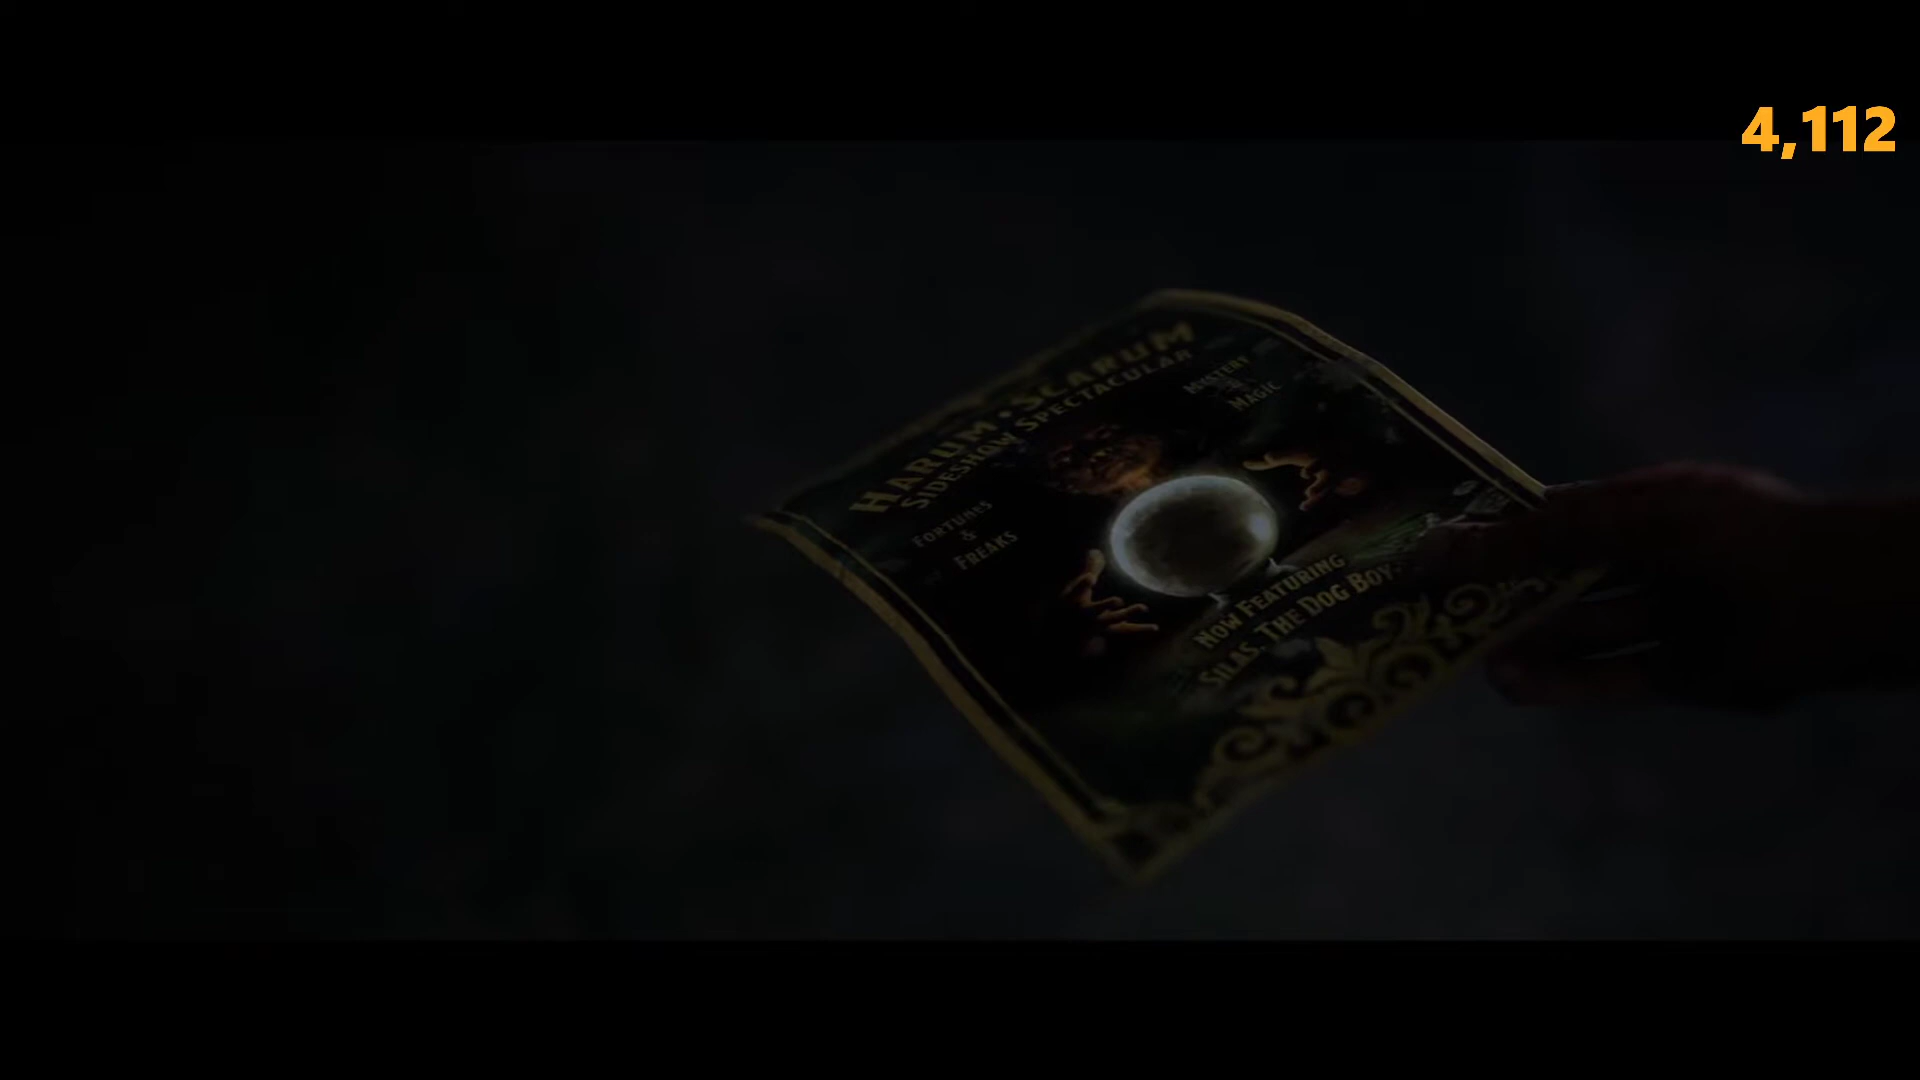 4,112
HARUM • SCARUM
SIDESHOW SPECTACULAR
MYSTERY
&
MAGIC
FORTUNES
&
FREAKS
NOW FEATURING
SILAS, THE DOG BOY